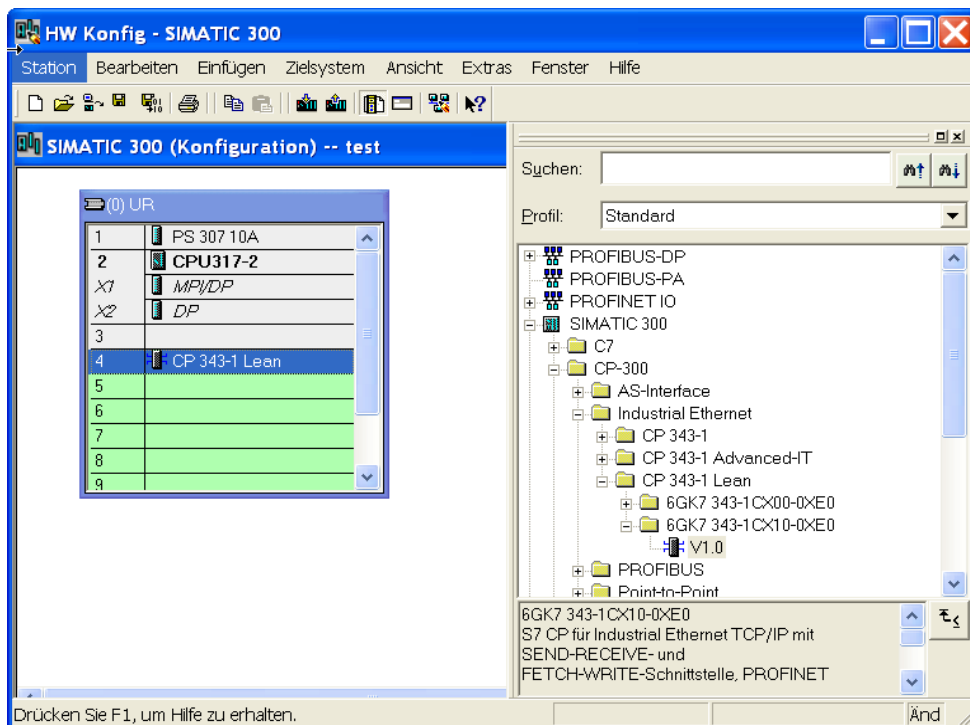 HW Konfig - SIMATIC 300
Station Bearbeiten Einfügen Zielsystem Ansicht Extras Fenster Hilfe
SIMATIC 300 (Konfiguration) -- test
(0) UR
1 PS 307 10A
2 CPU317-2
X1 MPI/DP
X2 DP
3
4 CP 343-1 Lean
5
6
7
8
9
Suchen:
Profil: Standard
PROFIBUS-DP
PROFIBUS-PA
PROFINET IO
SIMATIC 300
C7
CP-300
AS-Interface
Industrial Ethernet
CP 343-1
CP 343-1 Advanced-IT
CP 343-1 Lean
6GK7 343-1CX00-0XE0
6GK7 343-1CX10-0XE0
V1.0
PROFIBUS
Point-to-Point
6GK7 343-1CX10-0XE0
S7 CP für Industrial Ethernet TCP/IP mit
SEND-RECEIVE- und
FETCH-WRITE-Schnittstelle, PROFINET
Drücken Sie F1, um Hilfe zu erhalten.
Änd